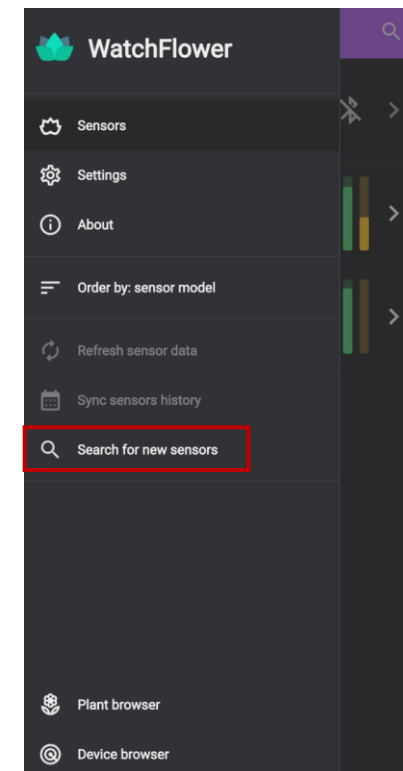 WatchFlower
Sensors
Settings
About
Order by: sensor model
Refresh sensor data
Sync sensors history
Search for new sensors
Plant browser
Device browser